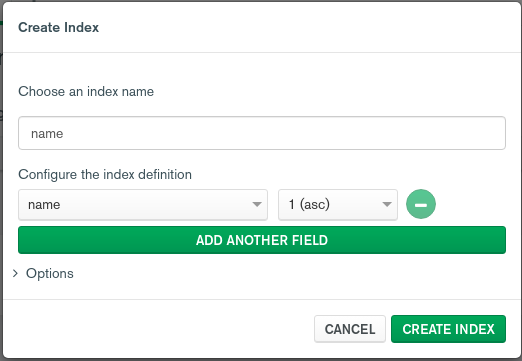 Create Index
Choose an index name
name
Configure the index definition
name 1 (asc)
ADD ANOTHER FIELD
Options
CANCEL CREATE INDEX